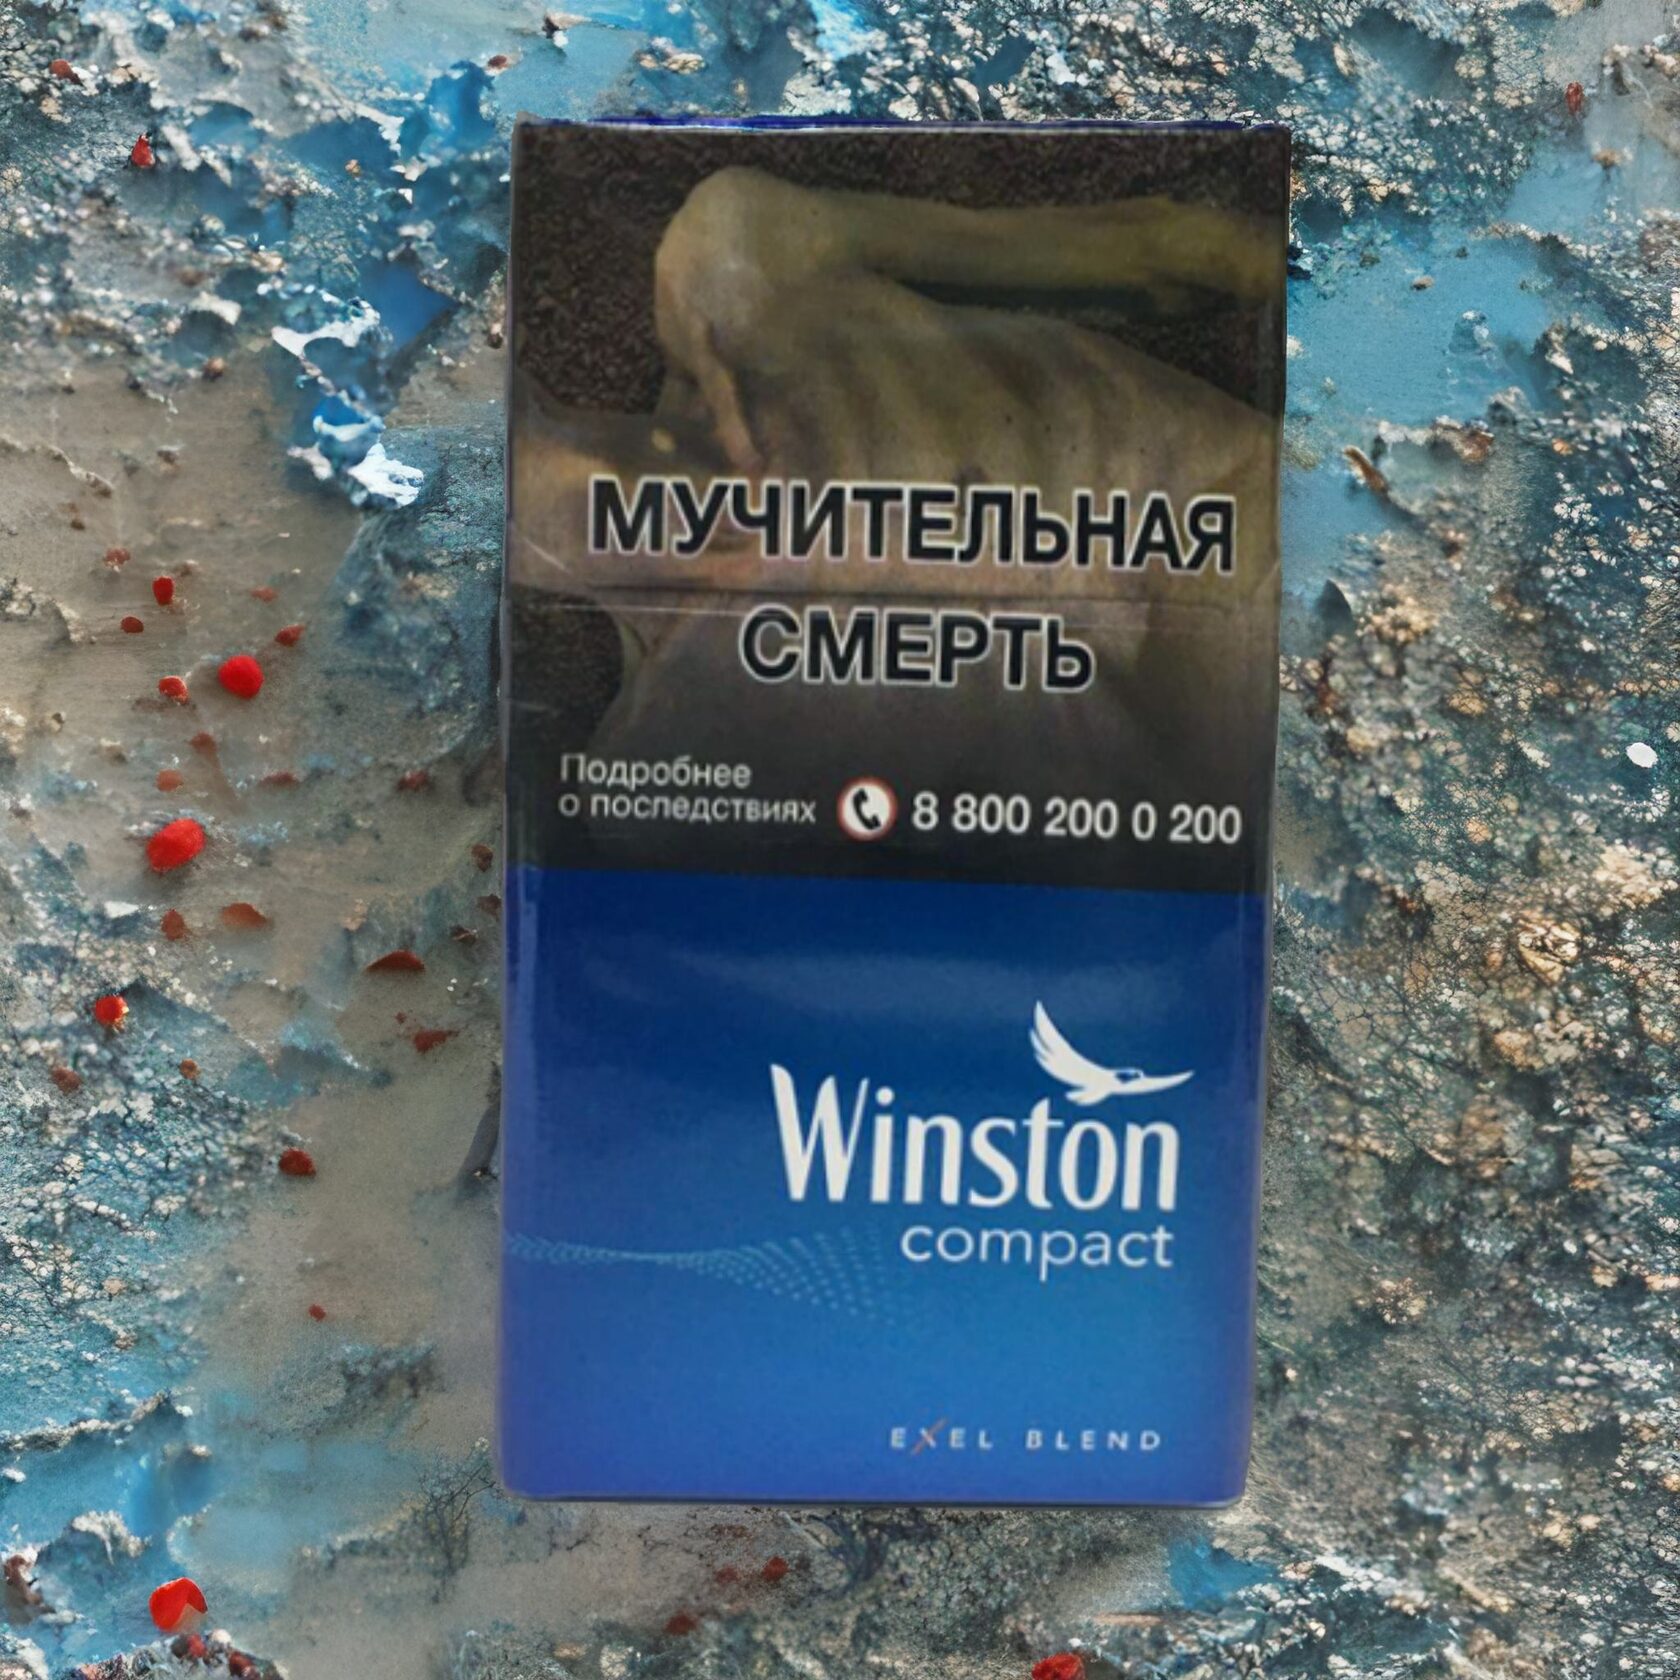 МУЧИТЕЛЬНАЯ
СМЕРТЬ
Подробнее
о последствиях 8 800 200 0 200
Winston
compact
EXEL BLEND